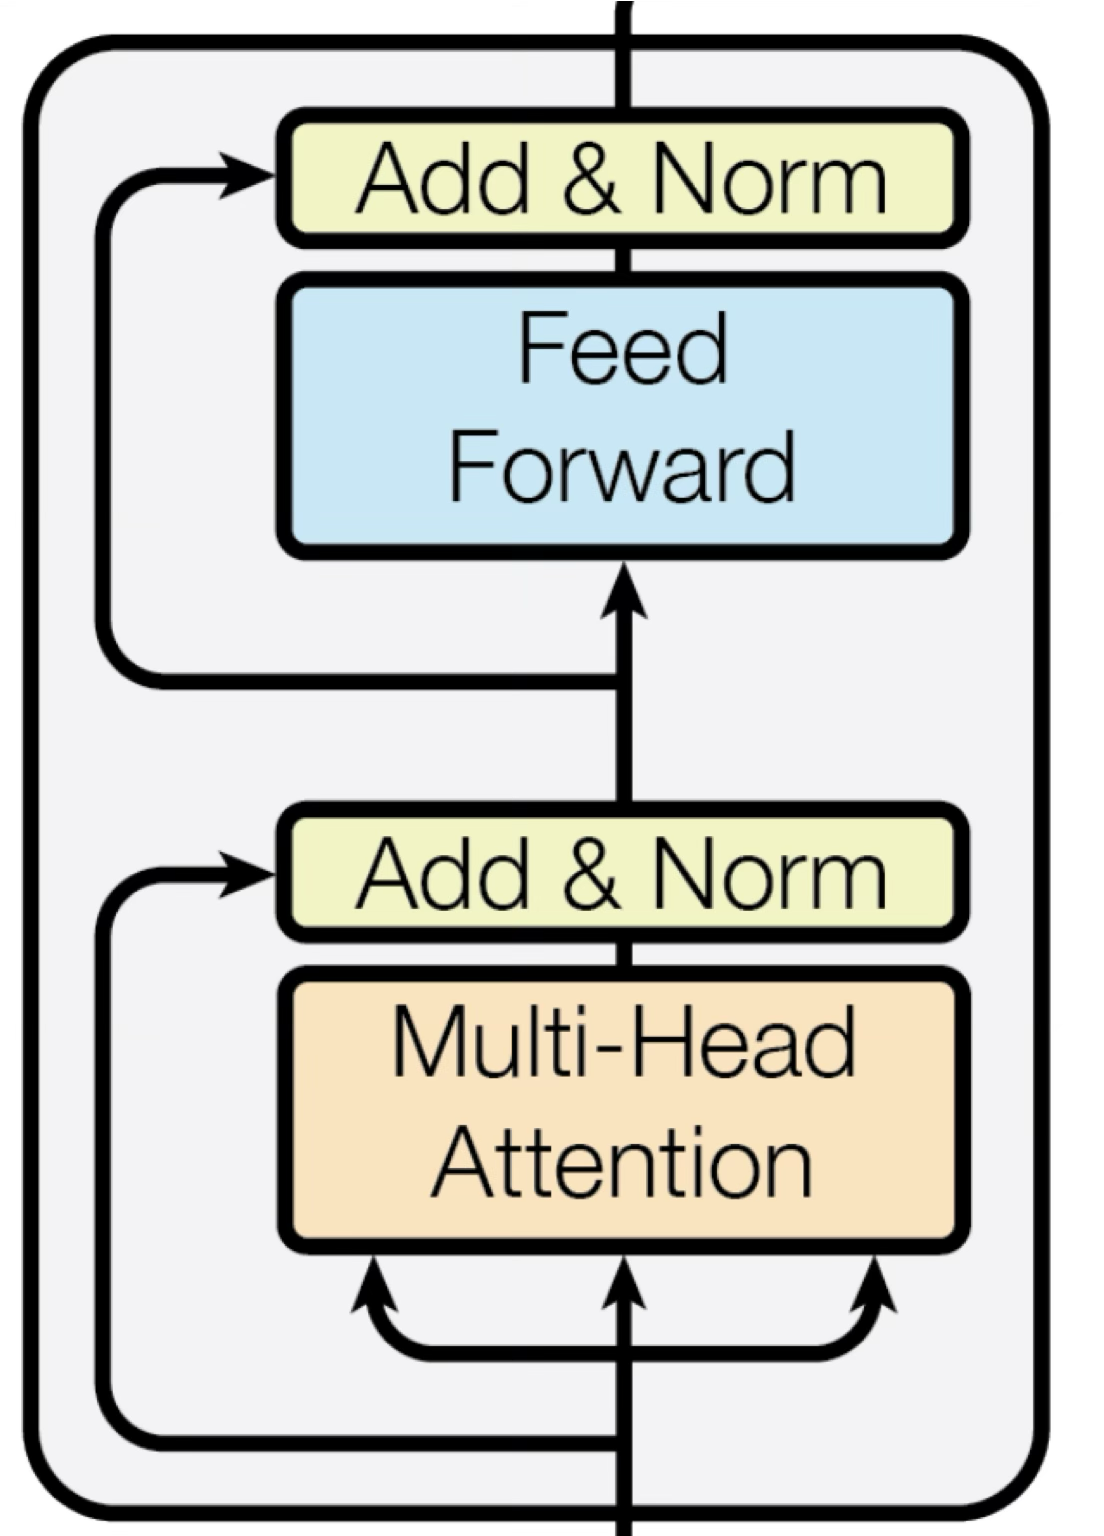 Add & Norm
Feed
Forward
Add & Norm
Multi-Head
Attention